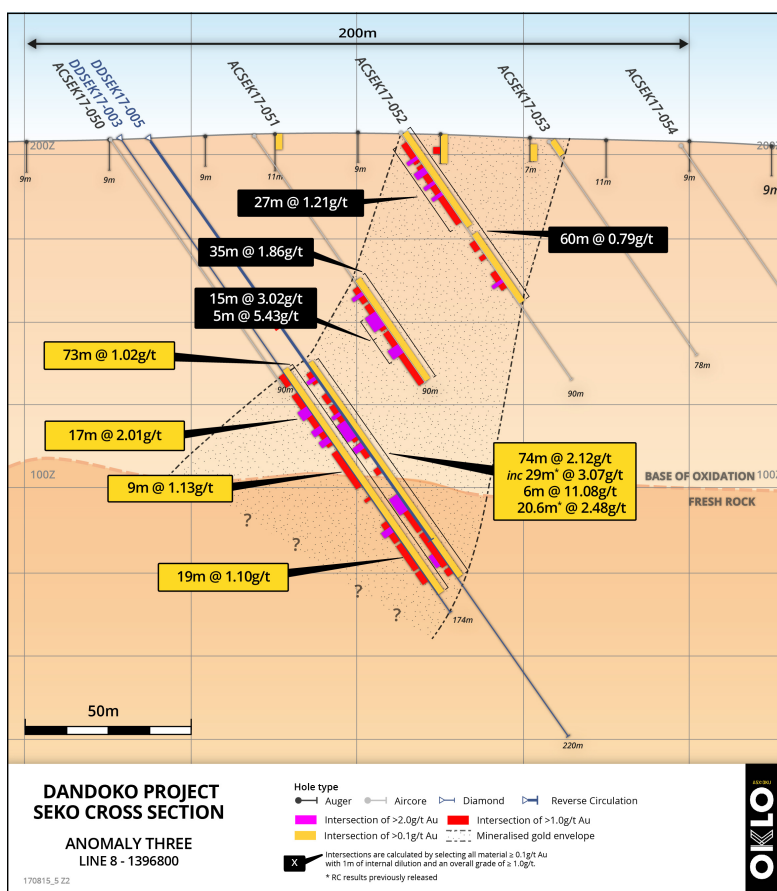 200m
ACSEK17-050
DDSEK17-003
DDSEK17-005
ACSEK17-051
ACSEK17-052
ACSEK17-053
ACSEK17-054
200Z
200Z
9m
9m
9m
11m
9m
7m
11m
9m
9m
27m @ 1.21g/t
60m @ 0.79g/t
35m @ 1.86g/t
15m @ 3.02g/t
5m @ 5.43g/t
73m @ 1.02g/t
90m
90m
90m
78m
17m @ 2.01g/t
74m @ 2.12g/t
inc 29m* @ 3.07g/t
6m @ 11.08g/t
20.6m* @ 2.48g/t
9m @ 1.13g/t
100Z
BASE OF OXIDATION
100Z
FRESH ROCK
?
?
19m @ 1.10g/t
?
?
174m
50m
220m
DANDOKO PROJECT
SEKO CROSS SECTION
ANOMALY THREE
LINE 8 - 1396800
170815_5 Z2
Hole type
Auger
Aircore
Diamond
Reverse Circulation
Intersection of >2.0g/t Au
Intersection of >1.0g/t Au
Intersection of >0.1g/t Au
Mineralised gold envelope
X
Intersections are calculated by selecting all material ≥ 0.1g/t Au
with 1m of internal dilution and an overall grade of ≥ 1.0g/t.
* RC results previously released
OKLO
ASX:OKU